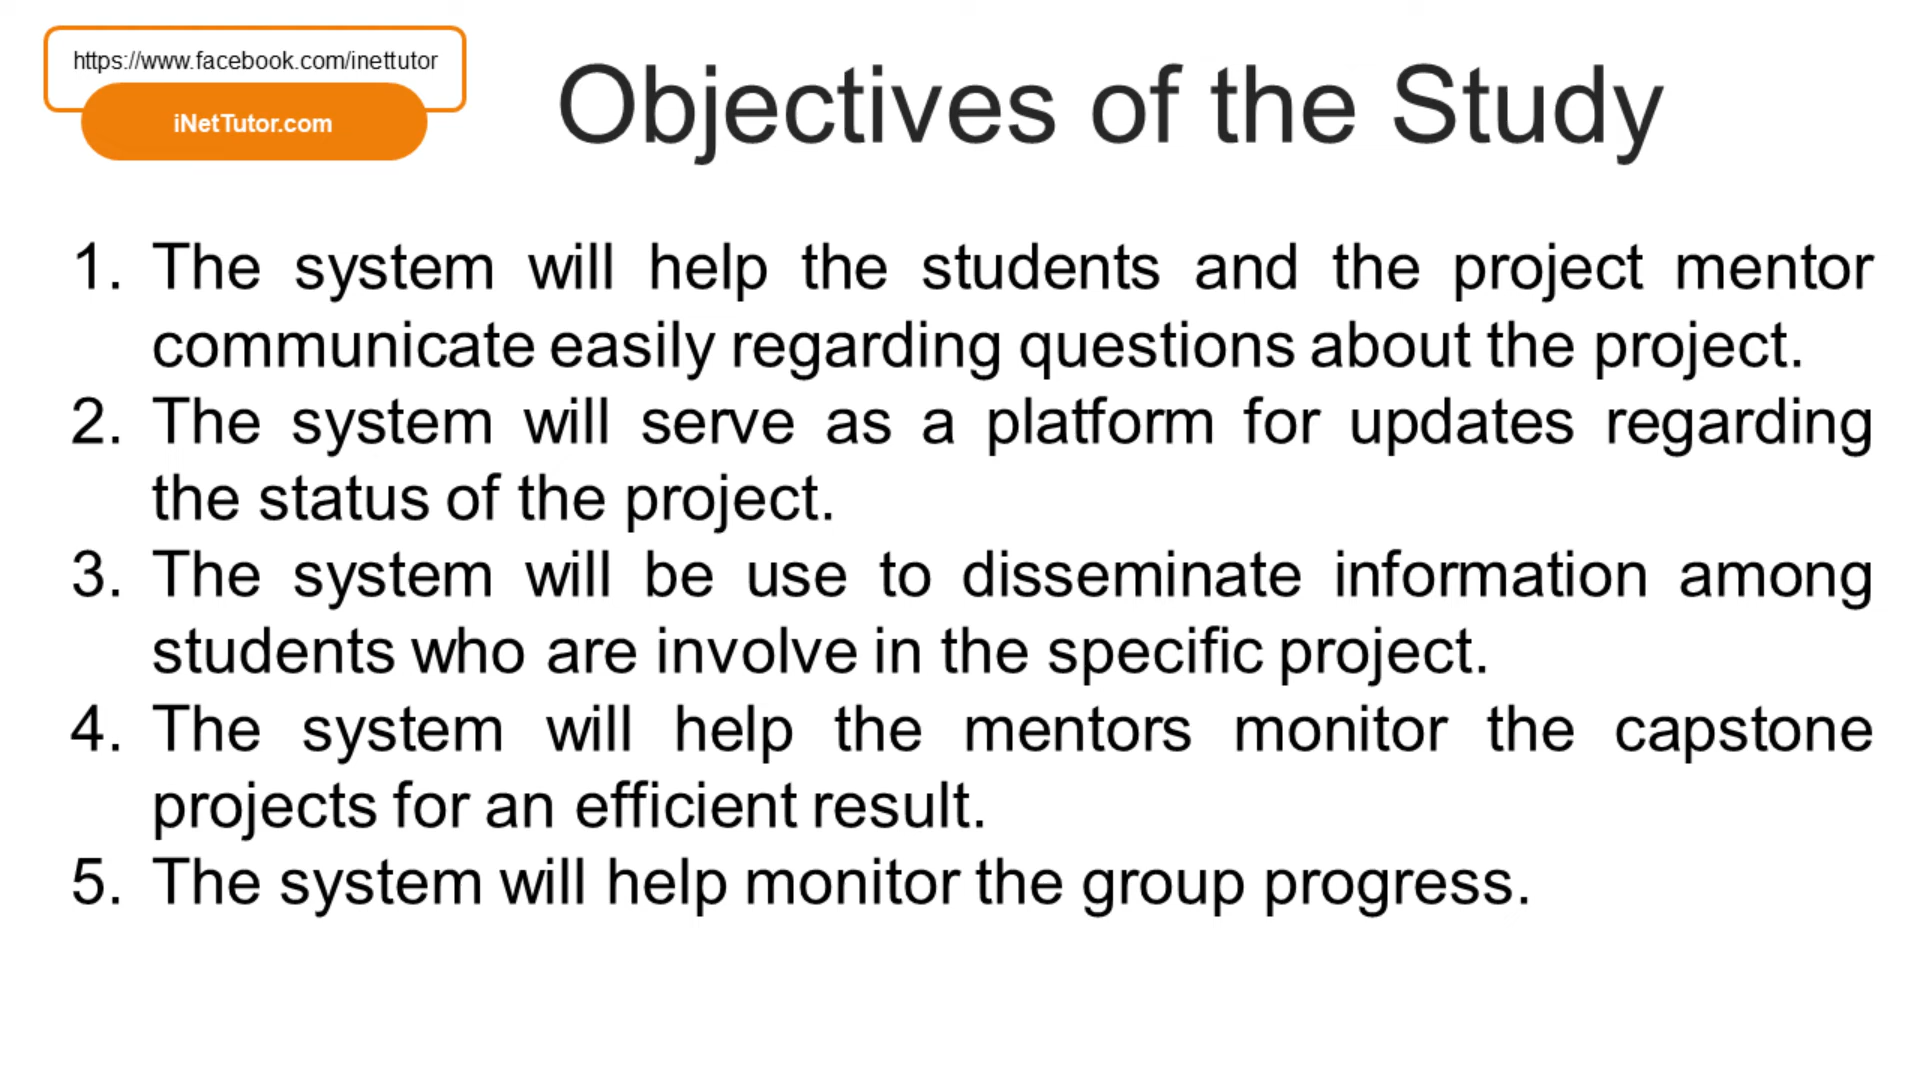 https://www.facebook.com/inettutor
iNetTutor.com
Objectives of the Study
1. The system will help the students and the project mentor
communicate easily regarding questions about the project.
2. The system will serve as a platform for updates regarding
the status of the project.
3. The system will be use to disseminate information among
students who are involve in the specific project.
4. The system will help the mentors monitor the capstone
projects for an efficient result.
5. The system will help monitor the group progress.